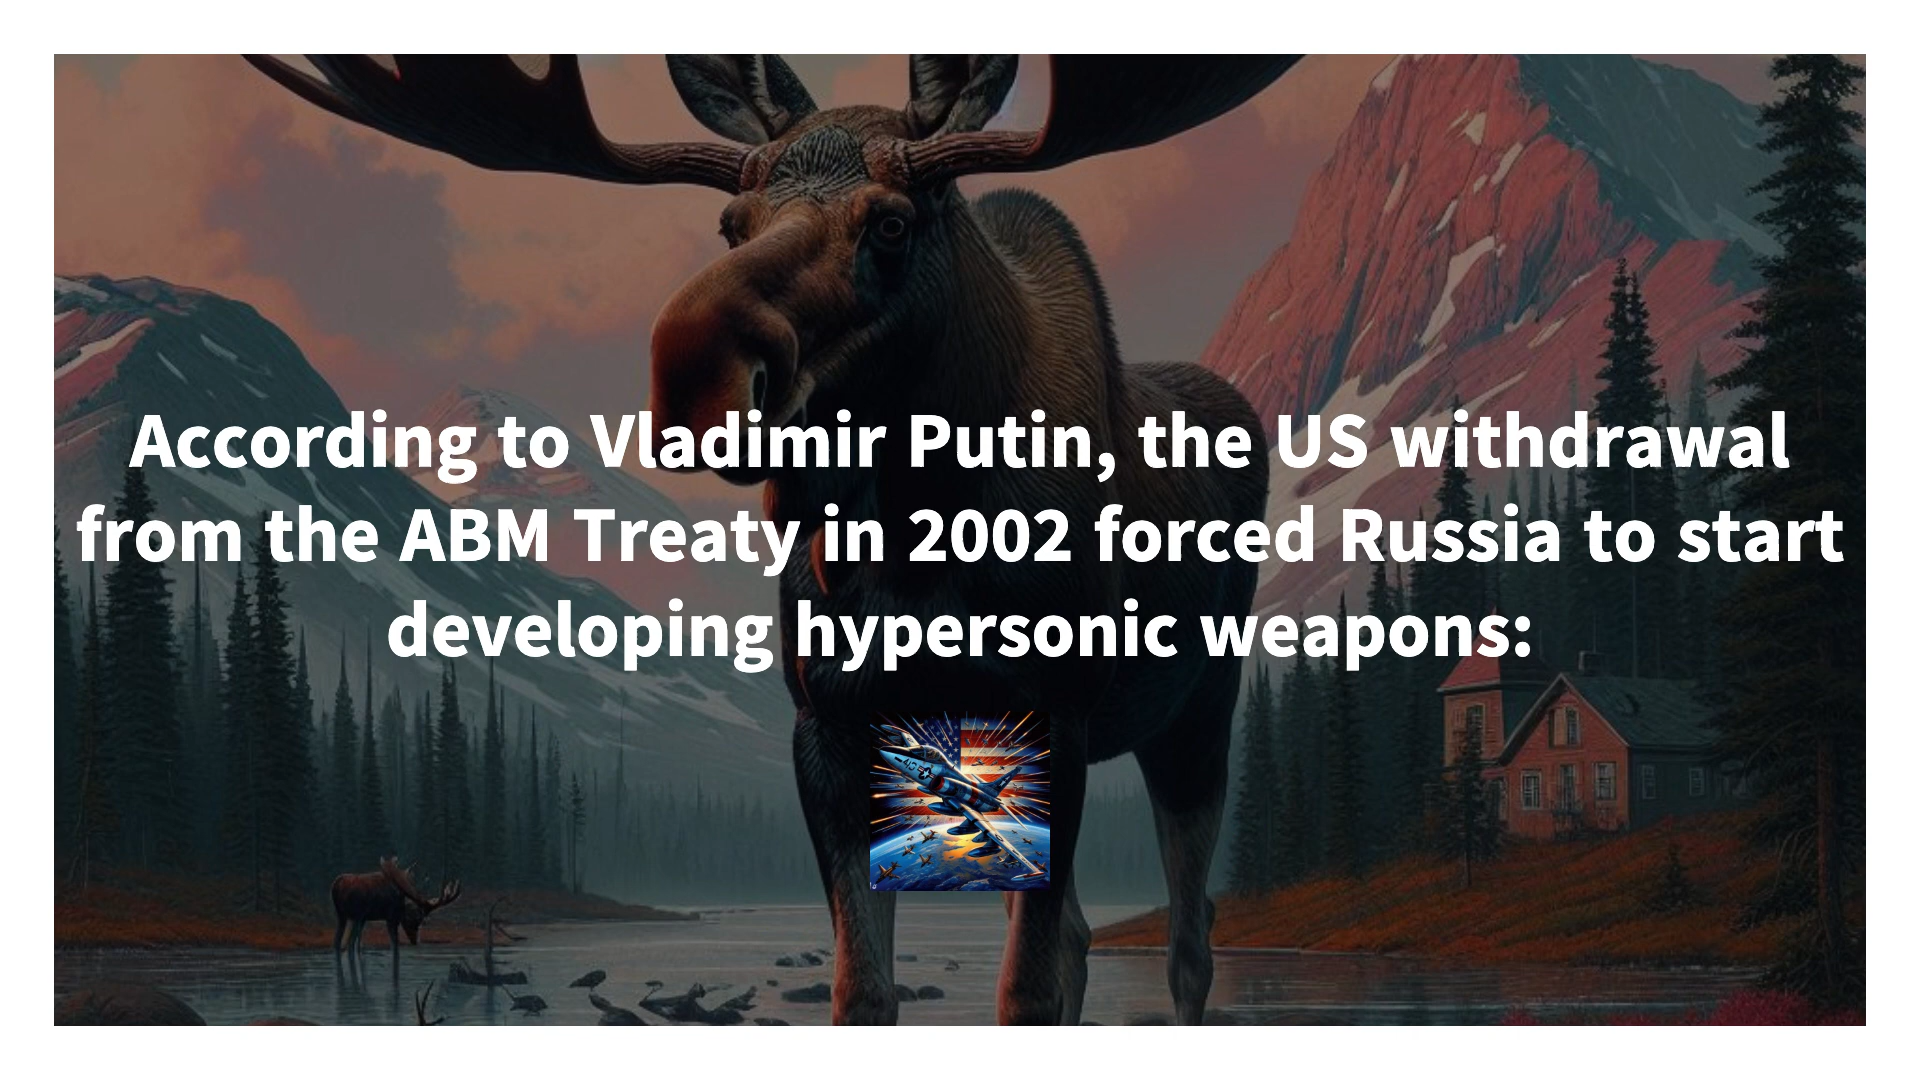 According to Vladimir Putin, the US withdrawal
from the ABM Treaty in 2002 forced Russia to start
developing hypersonic weapons: